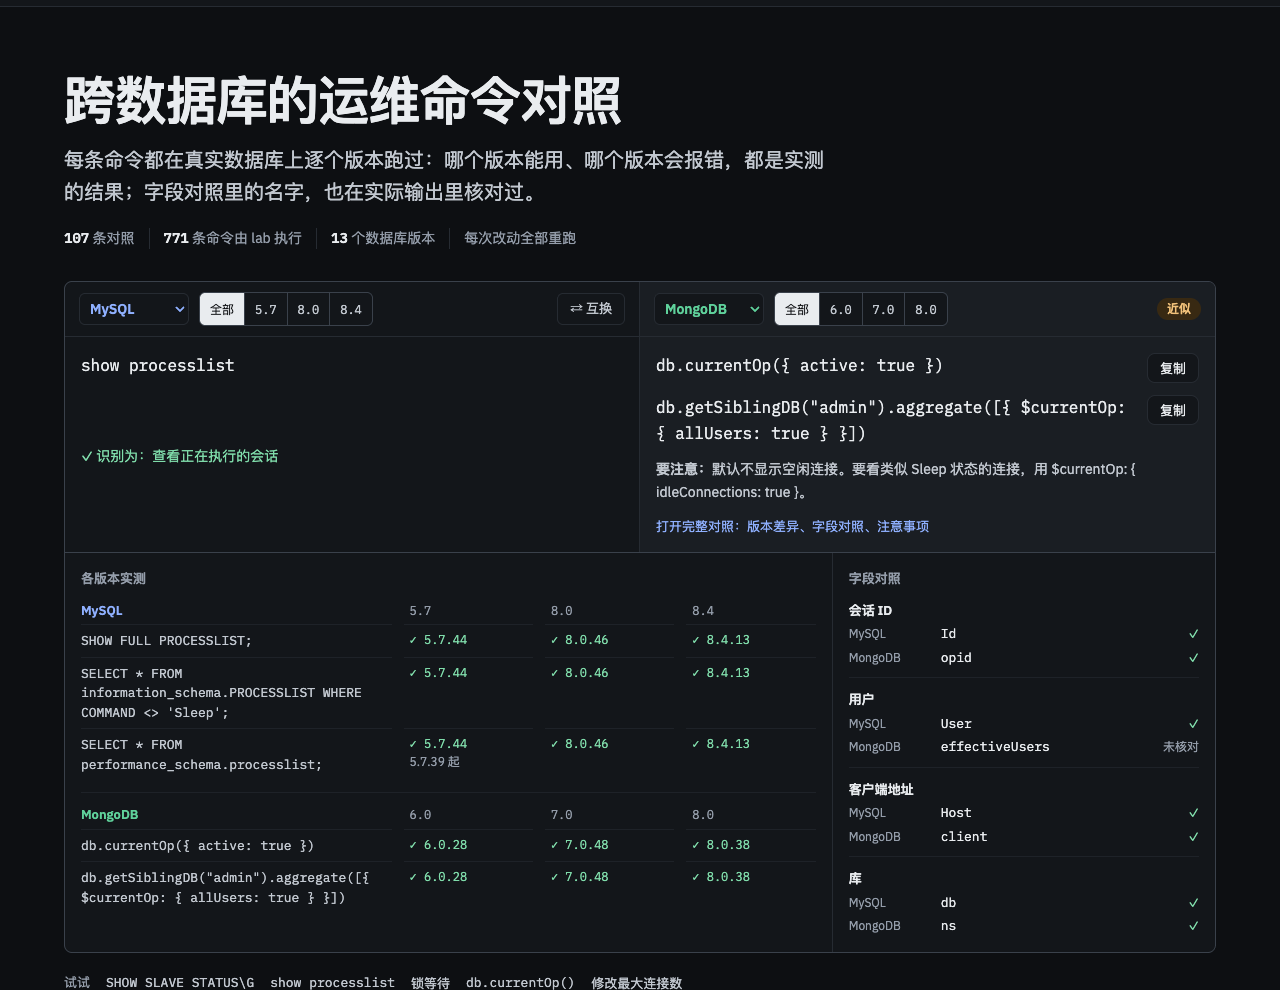 跨数据库的运维命令对照
每条命令都在真实数据库上逐个版本跑过：哪个版本能用、哪个版本会报错，都是实测
的结果；字段对照里的名字，也在实际输出里核对过。
107 条对照 771 条命令由 lab 执行 13 个数据库版本 每次改动全部重跑
MySQL 全部 5.7 8.0 8.4 ⇄ 互换
MongoDB 全部 6.0 7.0 8.0 近似
show processlist
✓ 识别为：查看正在执行的会话
db.currentOp({ active: true }) 复制
db.getSiblingDB("admin").aggregate([{ $currentOp: 复制
{ allUsers: true } }])
要注意：默认不显示空闲连接。要看类似 Sleep 状态的连接，用 $currentOp: {
idleConnections: true }。
打开完整对照：版本差异、字段对照、注意事项
各版本实测
MySQL 5.7 8.0 8.4
SHOW FULL PROCESSLIST; ✓ 5.7.44 ✓ 8.0.46 ✓ 8.4.13
SELECT * FROM ✓ 5.7.44 ✓ 8.0.46 ✓ 8.4.13
information_schema.PROCESSLIST WHERE
COMMAND <> 'Sleep';
SELECT * FROM ✓ 5.7.44 ✓ 8.0.46 ✓ 8.4.13
performance_schema.processlist; 5.7.39 起
MongoDB 6.0 7.0 8.0
db.currentOp({ active: true }) ✓ 6.0.28 ✓ 7.0.48 ✓ 8.0.38
db.getSiblingDB("admin").aggregate([{ ✓ 6.0.28 ✓ 7.0.48 ✓ 8.0.38
$currentOp: { allUsers: true } }])
字段对照
会话 ID
MySQL Id ✓
MongoDB opid ✓
用户
MySQL User ✓
MongoDB effectiveUsers 未核对
客户端地址
MySQL Host ✓
MongoDB client ✓
库
MySQL db ✓
MongoDB ns ✓
试试 SHOW SLAVE STATUS\G show processlist 锁等待 db.currentOp() 修改最大连接数